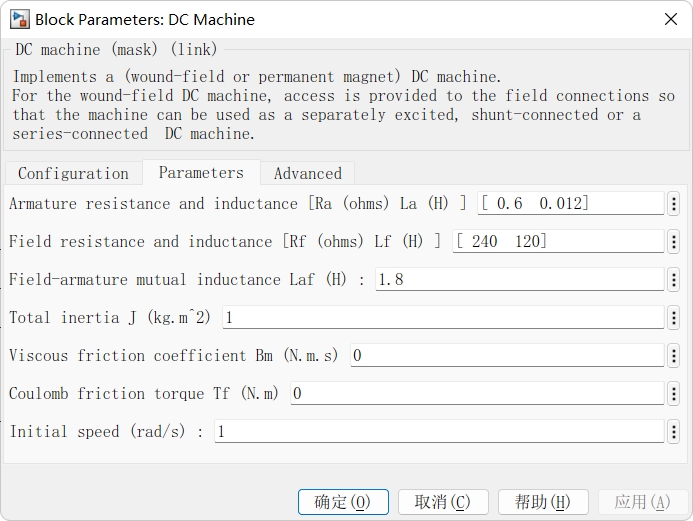 Block Parameters: DC Machine
DC machine (mask) (link)
Implements a (wound-field or permanent magnet) DC machine.
For the wound-field DC machine, access is provided to the field connections so
that the machine can be used as a separately excited, shunt-connected or a
series-connected  DC machine.
Configuration Parameters Advanced
Armature resistance and inductance [Ra (ohms) La (H) ] [ 0.6  0.012]
Field resistance and inductance [Rf (ohms) Lf (H) ] [ 240  120]
Field-armature mutual inductance Laf (H) : 1.8
Total inertia J (kg.m^2) 1
Viscous friction coefficient Bm (N.m.s) 0
Coulomb friction torque Tf (N.m) 0
Initial speed (rad/s) : 1
确定(O) 取消(C) 帮助(H) 应用(A)